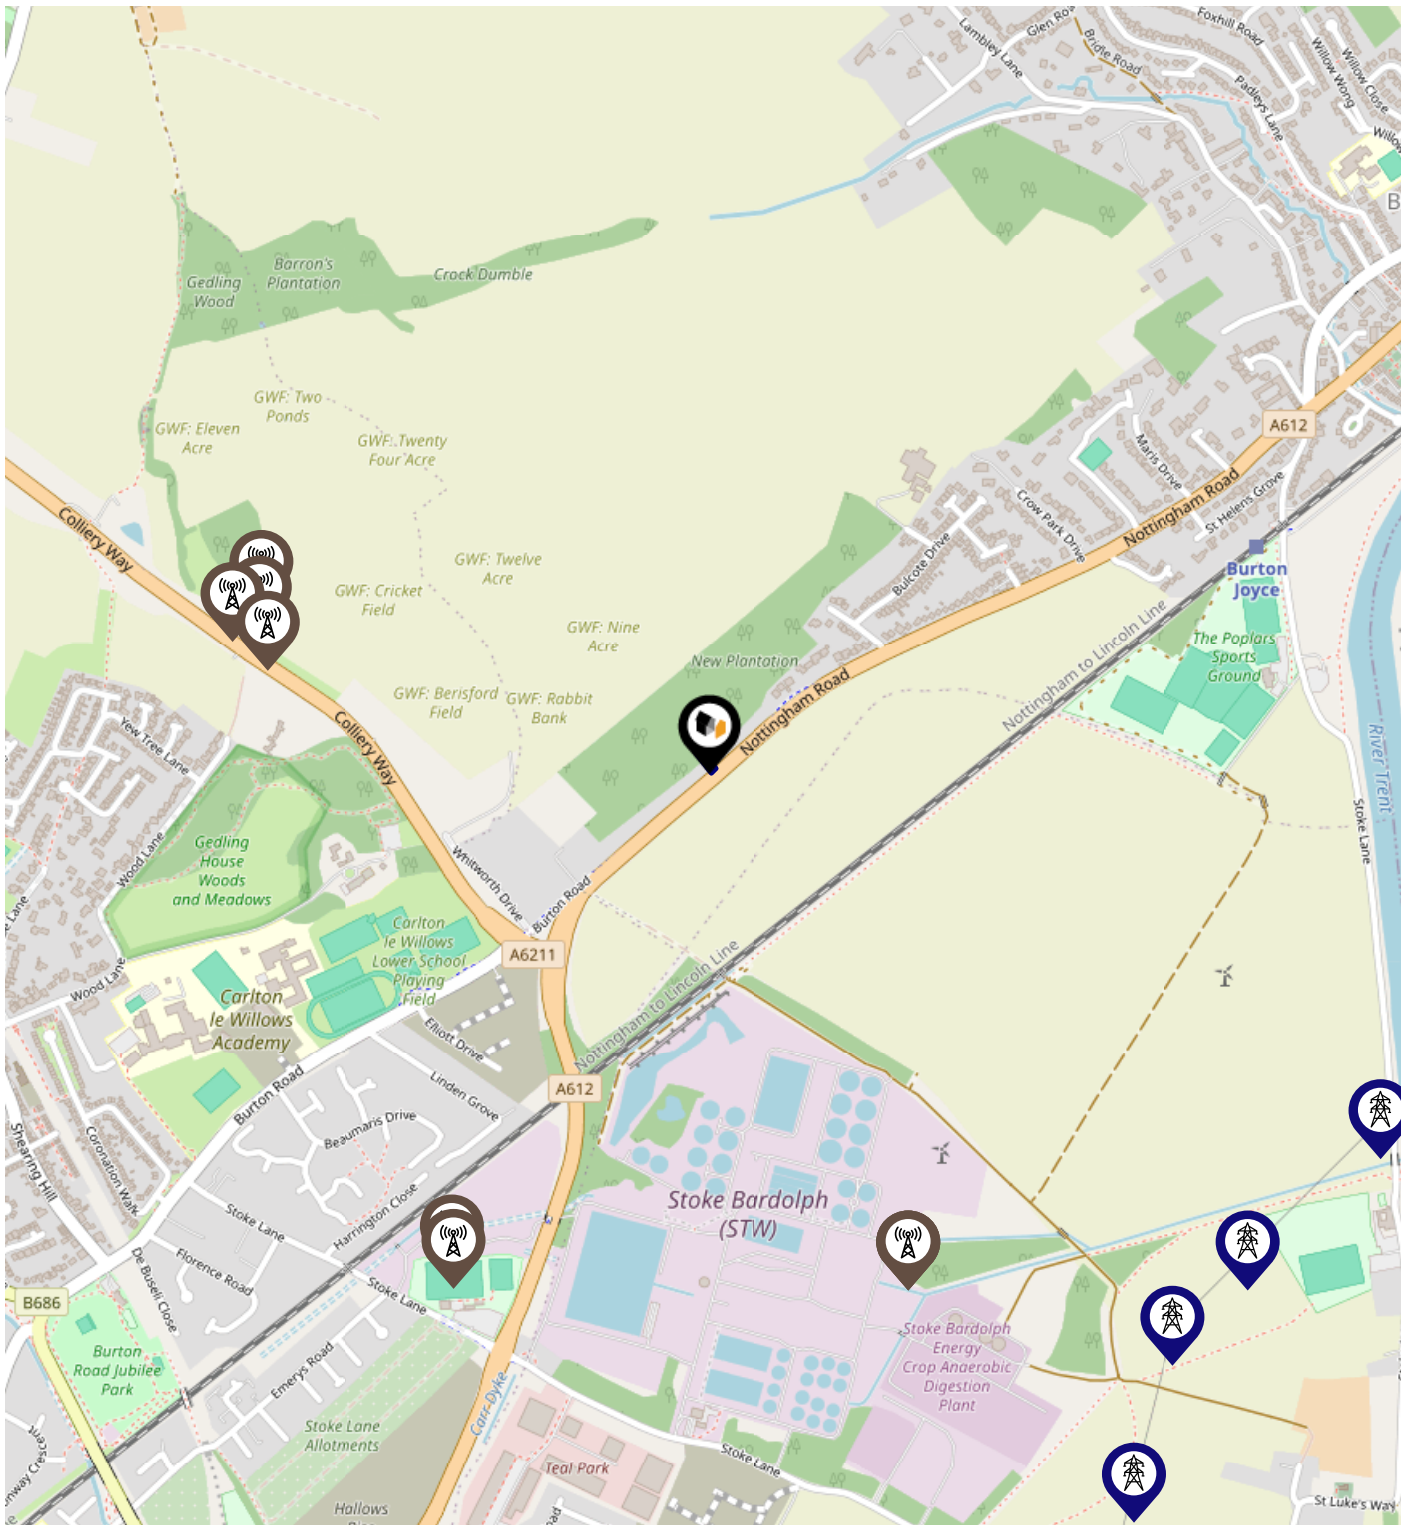 Glen Road
Lambley Lane
Bridle Road
Foxhill Road
Willow Wong
Willow Close
Padleys Lane
Willow
B
Gedling
Wood
Barron's
Plantation
Crock Dumble
GWF: Two
Ponds
GWF: Eleven
Acre
GWF: Twenty
Four Acre
A612
Maris Drive
Nottingham Road
St Helens Grove
Crow Park Drive
Colliery Way
GWF: Twelve
Acre
Bulcote Drive
Burton
Joyce
GWF: Cricket
Field
GWF: Nine
Acre
Nottingham to Lincoln Line
The Poplars
Sports
Ground
New Plantation
GWF: Berisford
Field
GWF: Rabbit
Bank
Nottingham Road
Colliery Way
Yew Tree Lane
River Trent
Stoke Lane
Wood Lane
Gedling
House
Woods
and Meadows
Whitworth Drive
Burton Road
e Lane
Carlton
le Willows
Lower School
Playing
Field
A6211
Wood Lane
Carlton
le Willows
Academy
Nottingham to Lincoln Line
Elliott Drive
A612
Linden Grove
Burton Road
Beaumaris Drive
Shearing Hill
Coronation Walk
Stoke Bardolph
(STW)
Stoke Lane
Harrington Close
Florence Road
De Buseli Close
Stoke Lane
B686
Burton
Road Jubilee
Park
Emerys Road
Stoke Bardolph
Energy
Crop Anaerobic
Digestion
Plant
Carr Dyke
Stoke Lane
Allotments
onway Crescent
Teal Park
Stoke Lane
Hallows
oad
St Luke's Way